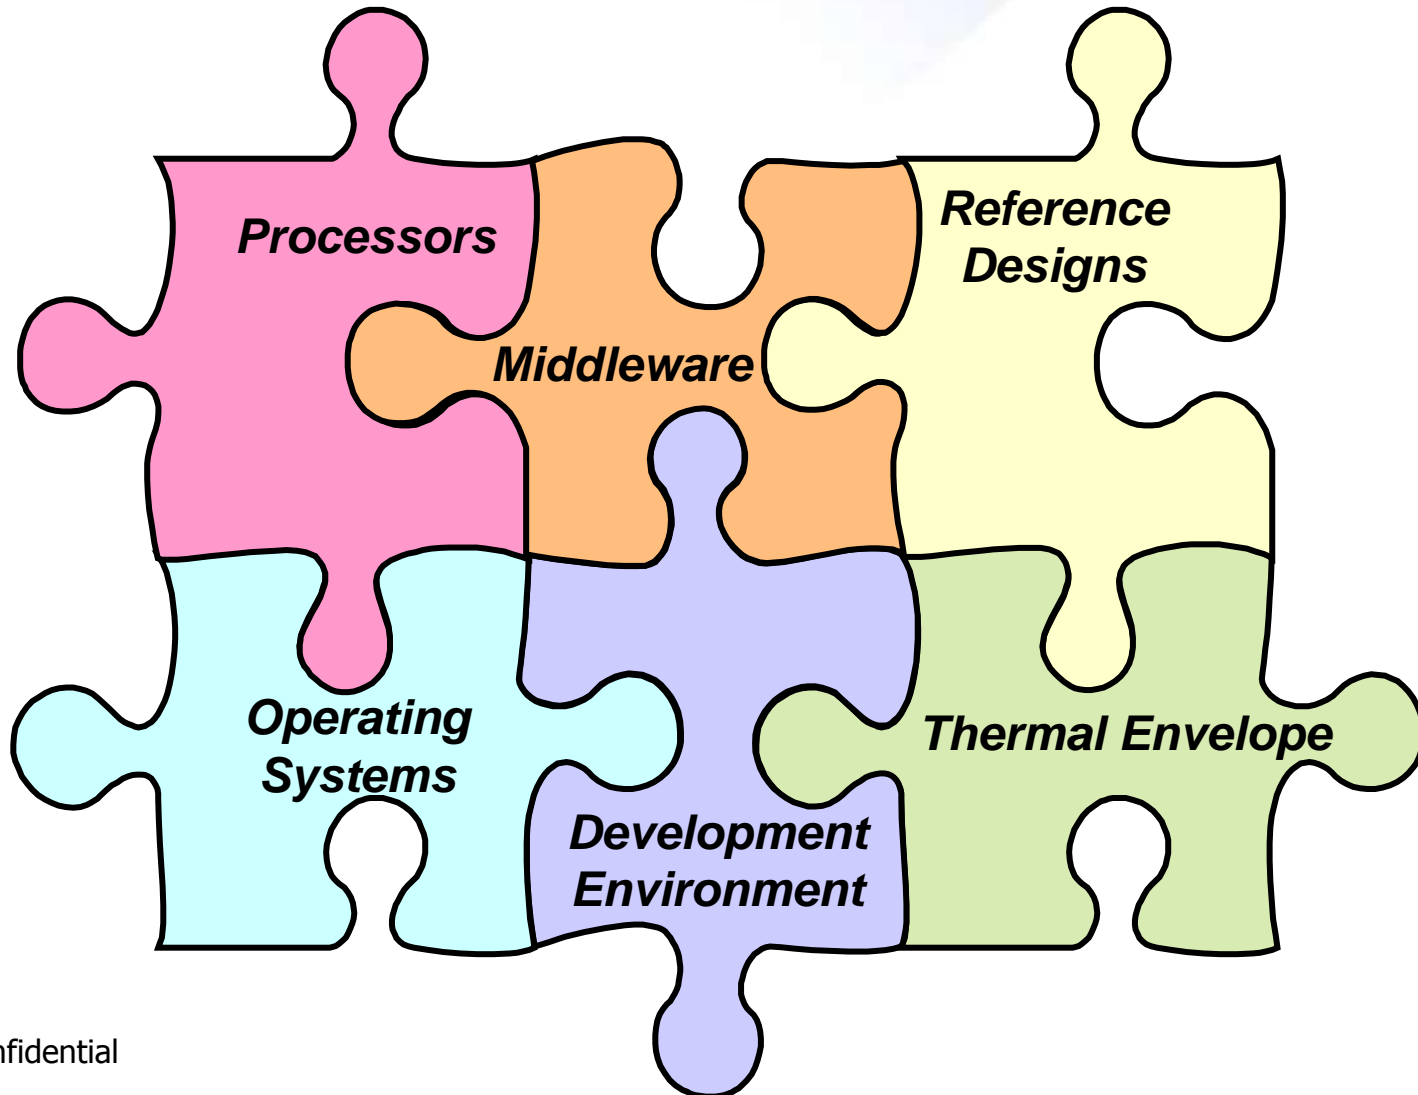 Processors
Middleware
Reference
Designs
Operating
Systems
Development
Environment
Thermal Envelope
nfidential